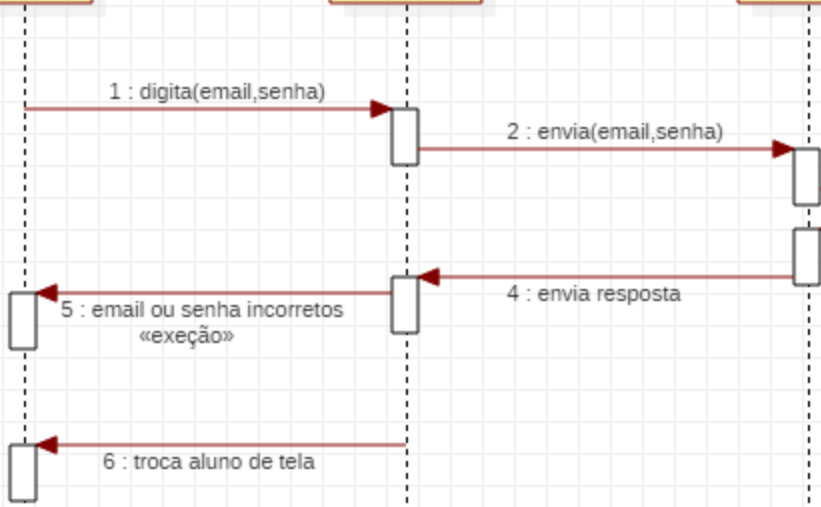 1 : digita(email,senha)
2 : envia(email,senha)
4 : envia resposta
5 : email ou senha incorretos
«exeção»
6 : troca aluno de tela